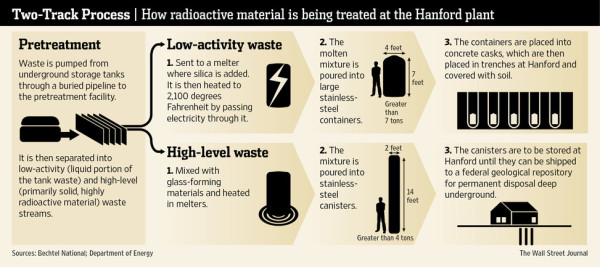 Two-Track Process | How radioactive material is being treated at the Hanford plant
Pretreatment
Waste is pumped from
underground storage tanks
through a buried pipeline to
the pretreatment facility.
It is then separated into
low-activity (liquid portion of
the tank waste) and high-level
(primarily solid, highly
radioactive material) waste
streams.
Low-activity waste
1. Sent to a melter
where silica is added.
It is then heated to
2,100 degrees
Fahrenheit by passing
electricity through it.
2. The
molten
mixture is
poured into
large
stainless-
steel
containers.
4 feet
7
feet
Greater
than
7 tons
3. The containers are placed into
concrete casks, which are then
placed in trenches at Hanford and
covered with soil.
High-level waste
1. Mixed with
glass-forming
materials and heated
in melters.
2. The
mixture is
poured into
stainless-
steel
canisters.
2 feet
14
feet
Greater than 4 tons
3. The canisters are to be stored at
Hanford until they can be shipped
to a federal geological repository
for permanent disposal deep
underground.
Sources: Bechtel National; Department of Energy
The Wall Street Journal